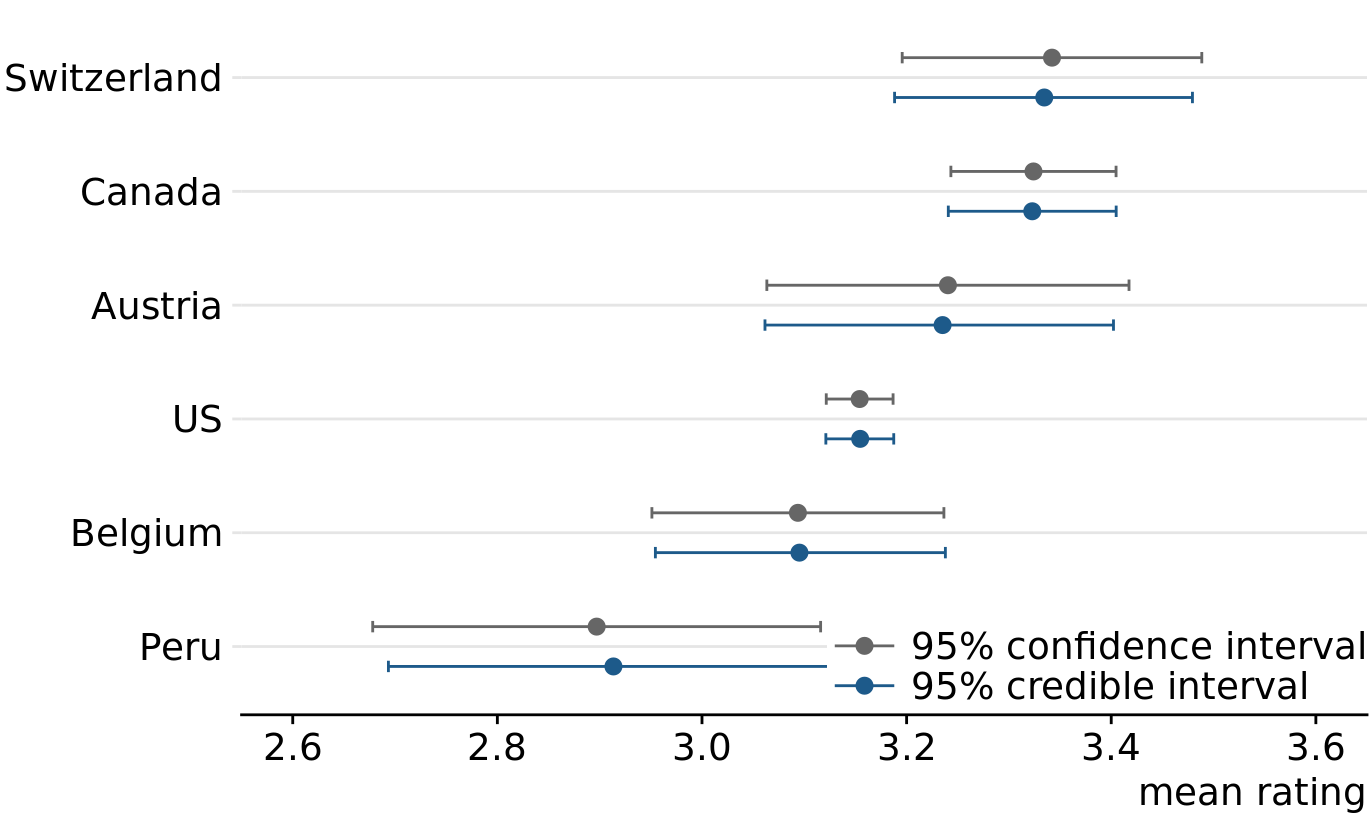 Switzerland
Canada
Austria
US
Belgium
Peru
95% confidence interval
95% credible interval
2.6 2.8 3.0 3.2 3.4 3.6
mean rating